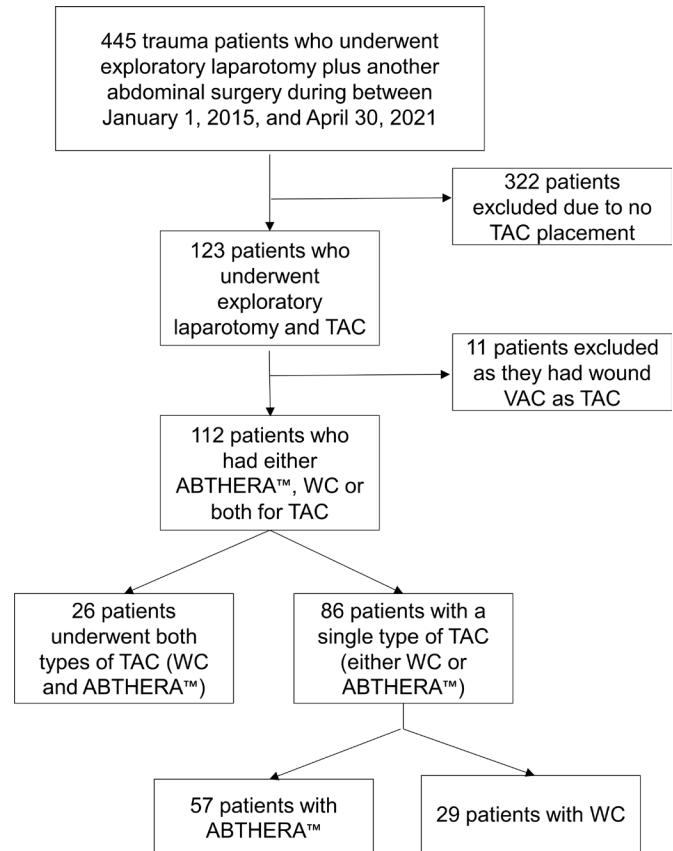 445 trauma patients who underwent
exploratory laparotomy plus another
abdominal surgery during between
January 1, 2015, and April 30, 2021
322 patients
excluded due to no
TAC placement
123 patients who
underwent
exploratory
laparotomy and TAC
11 patients excluded
as they had wound
VAC as TAC
112 patients who
had either
ABTHERA™, WC or
both for TAC
26 patients
underwent both
types of TAC (WC
and ABTHERA™)
86 patients with a
single type of TAC
(either WC or
ABTHERA™)
57 patients with
ABTHERA™
29 patients with WC